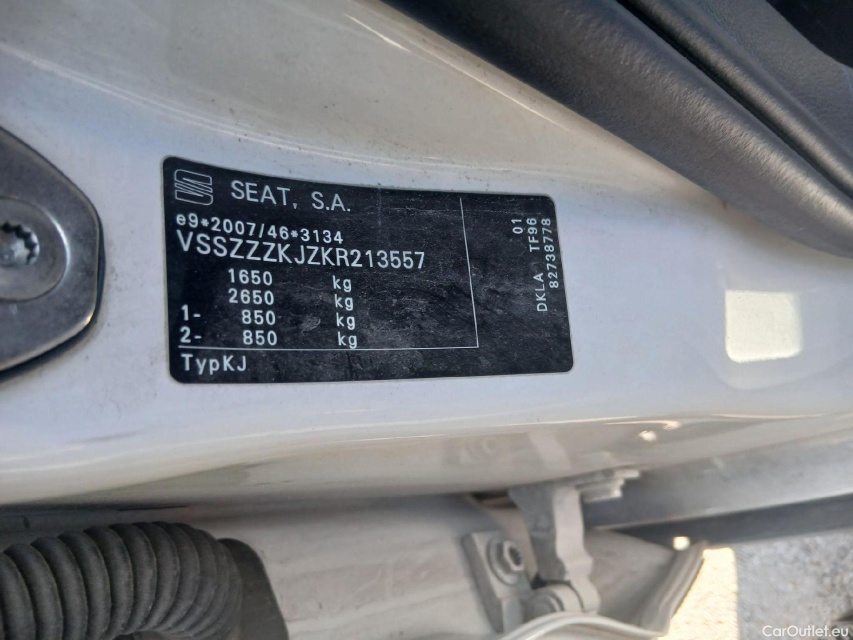 SEAT, S.A.
e9*2007/46*3134
VSSZZZKJZKR213557
1650 kg
2650 kg
1- 850 kg
2- 850 kg
TypKJ
01
DKLA TF96
82738778
CarOutlet.eu